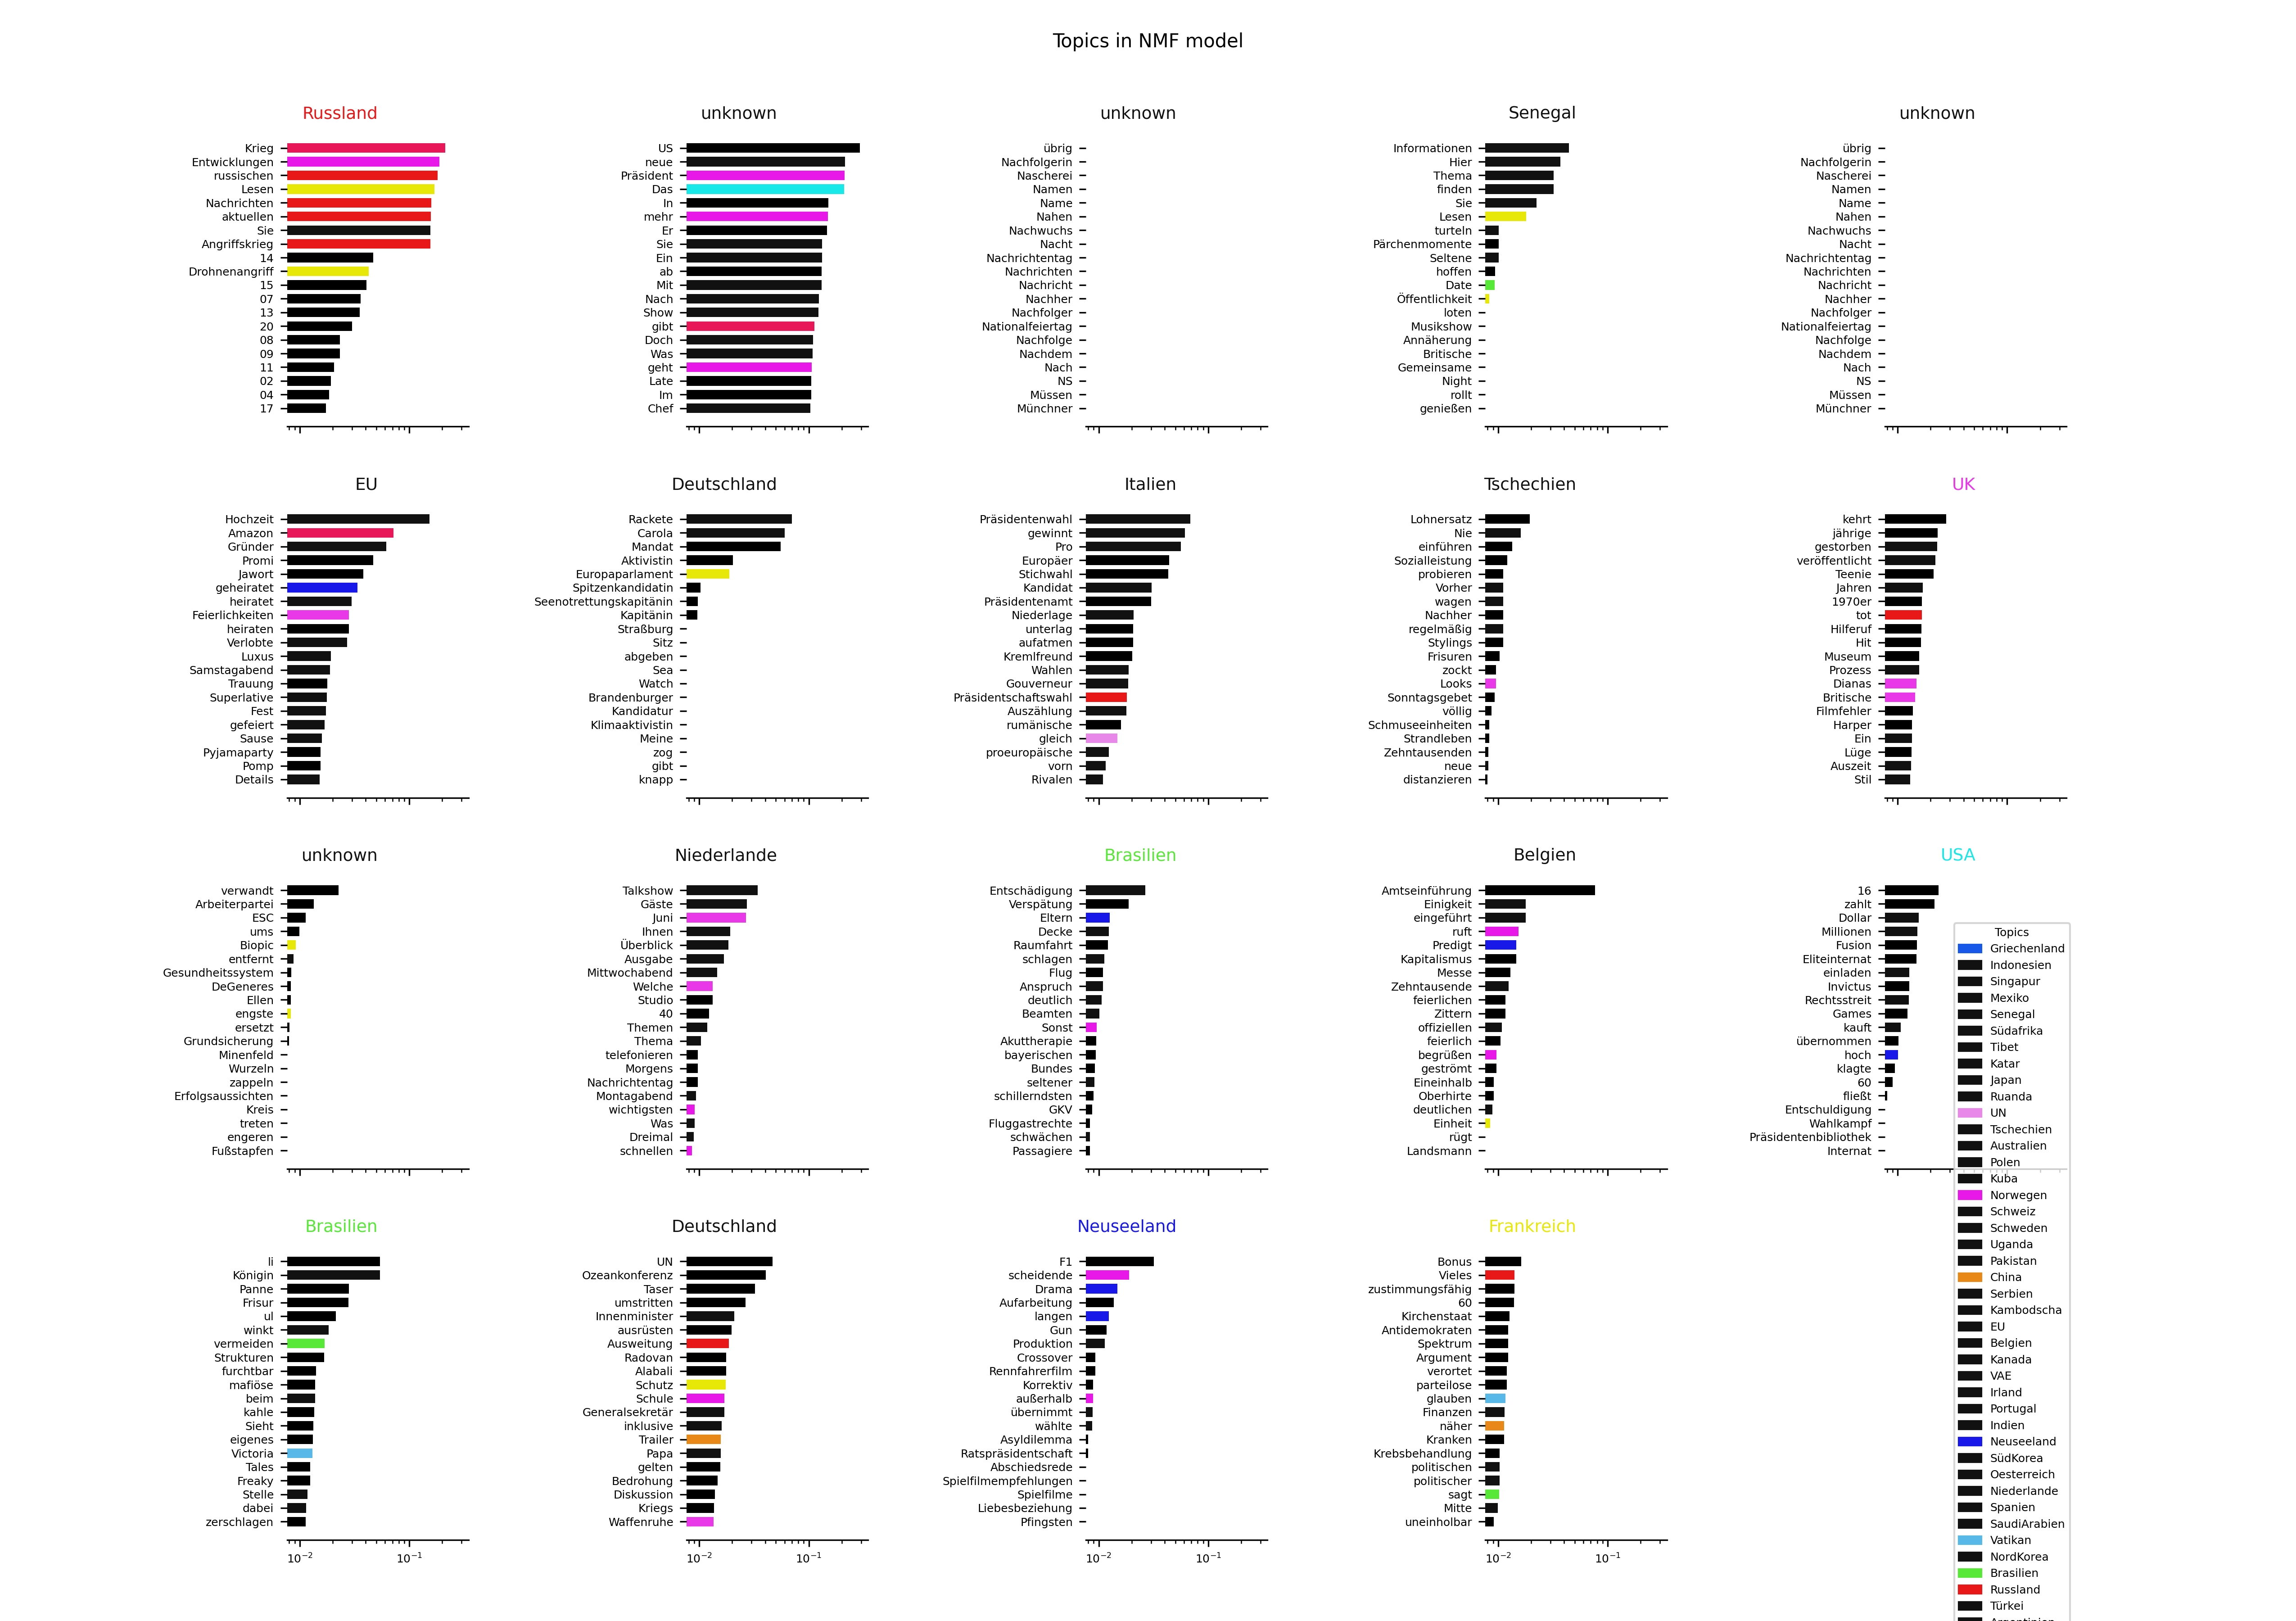 Topics in NMF model
Russland
Krieg
Entwicklungen
russischen
Lesen
Nachrichten
aktuellen
Sie
Angriffskrieg
14
Drohnenangriff
15
07
13
20
08
09
11
02
04
17
unknown
US
neue
Präsident
Das
In
mehr
Er
Sie
Ein
ab
Mit
Nach
Show
gibt
Doch
Was
geht
Late
Im
Chef
unknown
übrig
Nachfolgerin
Nascherei
Namen
Name
Nahen
Nachwuchs
Nacht
Nachrichtentag
Nachrichten
Nachricht
Nachher
Nachfolger
Nationalfeiertag
Nachfolge
Nachdem
Nach
NS
Müssen
Münchner
Senegal
Informationen
Hier
Thema
finden
Sie
Lesen
turteln
Pärchenmomente
Seltene
hoffen
Date
Öffentlichkeit
loten
Musikshow
Annäherung
Britische
Gemeinsame
Night
rollt
genießen
unknown
übrig
Nachfolgerin
Nascherei
Namen
Name
Nahen
Nachwuchs
Nacht
Nachrichtentag
Nachrichten
Nachricht
Nachher
Nachfolger
Nationalfeiertag
Nachfolge
Nachdem
Nach
NS
Müssen
Münchner
EU
Hochzeit
Amazon
Gründer
Promi
Jawort
geheiratet
heiratet
Feierlichkeiten
heiraten
Verlobte
Luxus
Samstagabend
Trauung
Superlative
Fest
gefeiert
Sause
Pyjamaparty
Pomp
Details
Deutschland
Rackete
Carola
Mandat
Aktivistin
Europaparlament
Spitzenkandidatin
Seenotrettungskapitänin
Kapitänin
Straßburg
Sitz
abgeben
Sea
Watch
Brandenburger
Kandidatur
Klimaaktivistin
Meine
zog
gibt
knapp
Italien
Präsidentenwahl
gewinnt
Pro
Europäer
Stichwahl
Kandidat
Präsidentenamt
Niederlage
unterlag
aufatmen
Kremlfreund
Wahlen
Gouverneur
Präsidentschaftswahl
Auszählung
rumänische
gleich
proeuropäische
vorn
Rivalen
Tschechien
Lohnersatz
Nie
einführen
Sozialleistung
probieren
Vorher
wagen
Nachher
regelmäßig
Stylings
Frisuren
zockt
Looks
Sonntagsgebet
völlig
Schmuseeinheiten
Strandleben
Zehntausenden
neue
distanzieren
UK
kehrt
jährige
gestorben
veröffentlicht
Teenie
Jahren
1970er
tot
Hilferuf
Hit
Museum
Prozess
Dianas
Britische
Filmfehler
Harper
Ein
Lüge
Auszeit
Stil
unknown
verwandt
Arbeiterpartei
ESC
ums
Biopic
entfernt
Gesundheitssystem
DeGeneres
Ellen
engste
ersetzt
Grundsicherung
Minenfeld
Wurzeln
zappeln
Erfolgsaussichten
Kreis
treten
engeren
Fußstapfen
Niederlande
Talkshow
Gäste
Juni
Ihnen
Überblick
Ausgabe
Mittwochabend
Welche
Studio
40
Themen
Thema
telefonieren
Morgens
Nachrichtentag
Montagabend
wichtigsten
Was
Dreimal
schnellen
Brasilien
Entschädigung
Verspätung
Eltern
Decke
Raumfahrt
schlagen
Flug
Anspruch
deutlich
Beamten
Sonst
Akuttherapie
bayerischen
Bundes
seltener
schillerndsten
GKV
Fluggastrechte
schwächen
Passagiere
Belgien
Amtseinführung
Einigkeit
eingeführt
ruft
Predigt
Kapitalismus
Messe
Zehntausende
feierlichen
Zittern
offiziellen
feierlich
begrüßen
geströmt
Eineinhalb
Oberhirte
deutlichen
Einheit
rügt
Landsmann
USA
16
zahlt
Dollar
Millionen
Fusion
Eliteinternat
einladen
Invictus
Rechtsstreit
Games
kauft
übernommen
hoch
klagte
60
fließt
Entschuldigung
Wahlkampf
Präsidentenbibliothek
Internat
Brasilien
li
Königin
Panne
Frisur
ul
winkt
vermeiden
Strukturen
furchtbar
mafiöse
beim
kahle
Sieht
eigenes
Victoria
Tales
Freaky
Stelle
dabei
zerschlagen
10⁻² 10⁻¹
Deutschland
UN
Ozeankonferenz
Taser
umstritten
Innenminister
ausrüsten
Ausweitung
Radovan
Alabali
Schutz
Schule
Generalsekretär
inklusive
Trailer
Papa
gelten
Bedrohung
Diskussion
Kriegs
Waffenruhe
10⁻² 10⁻¹
Neuseeland
F1
scheidende
Drama
Aufarbeitung
langen
Gun
Produktion
Crossover
Rennfahrerfilm
Korrektiv
außerhalb
übernimmt
wählte
Asyldilemma
Ratspräsidentschaft
Abschiedsrede
Spielfilmempfehlungen
Spielfilme
Liebesbeziehung
Pfingsten
10⁻² 10⁻¹
Frankreich
Bonus
Vieles
zustimmungsfähig
60
Kirchenstaat
Antidemokraten
Spektrum
Argument
verortet
parteilose
glauben
Finanzen
näher
Kranken
Krebsbehandlung
politischen
politischer
sagt
Mitte
uneinholbar
10⁻² 10⁻¹
Topics
Griechenland
Indonesien
Singapur
Mexiko
Senegal
Südafrika
Tibet
Katar
Japan
Ruanda
UN
Tschechien
Australien
Polen
Kuba
Norwegen
Schweiz
Schweden
Uganda
Pakistan
China
Serbien
Kambodscha
EU
Belgien
Kanada
VAE
Irland
Portugal
Indien
Neuseeland
SüdKorea
Oesterreich
Niederlande
Spanien
SaudiArabien
Vatikan
NordKorea
Brasilien
Russland
Türkei